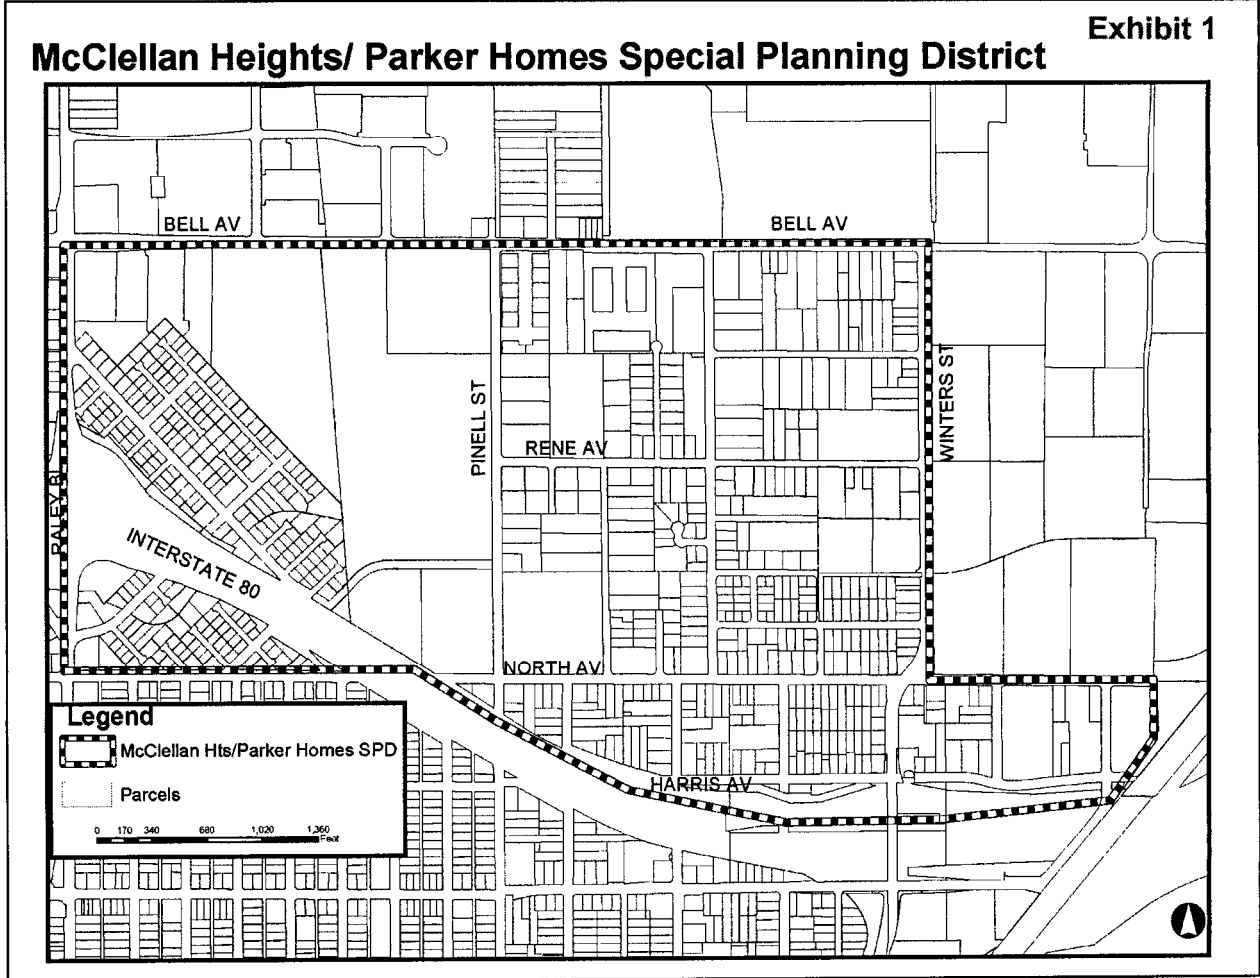 Exhibit 1
McClellan Heights/ Parker Homes Special Planning District
BELL AV
BELL AV
PINELL ST
WINTERS ST
RENE AV
RALEY BL
INTERSTATE 80
NORTH AV
HARRIS AV
Legend
McClellan Hts/Parker Homes SPD
Parcels
0 170 340 680 1,020 1,360
Feet